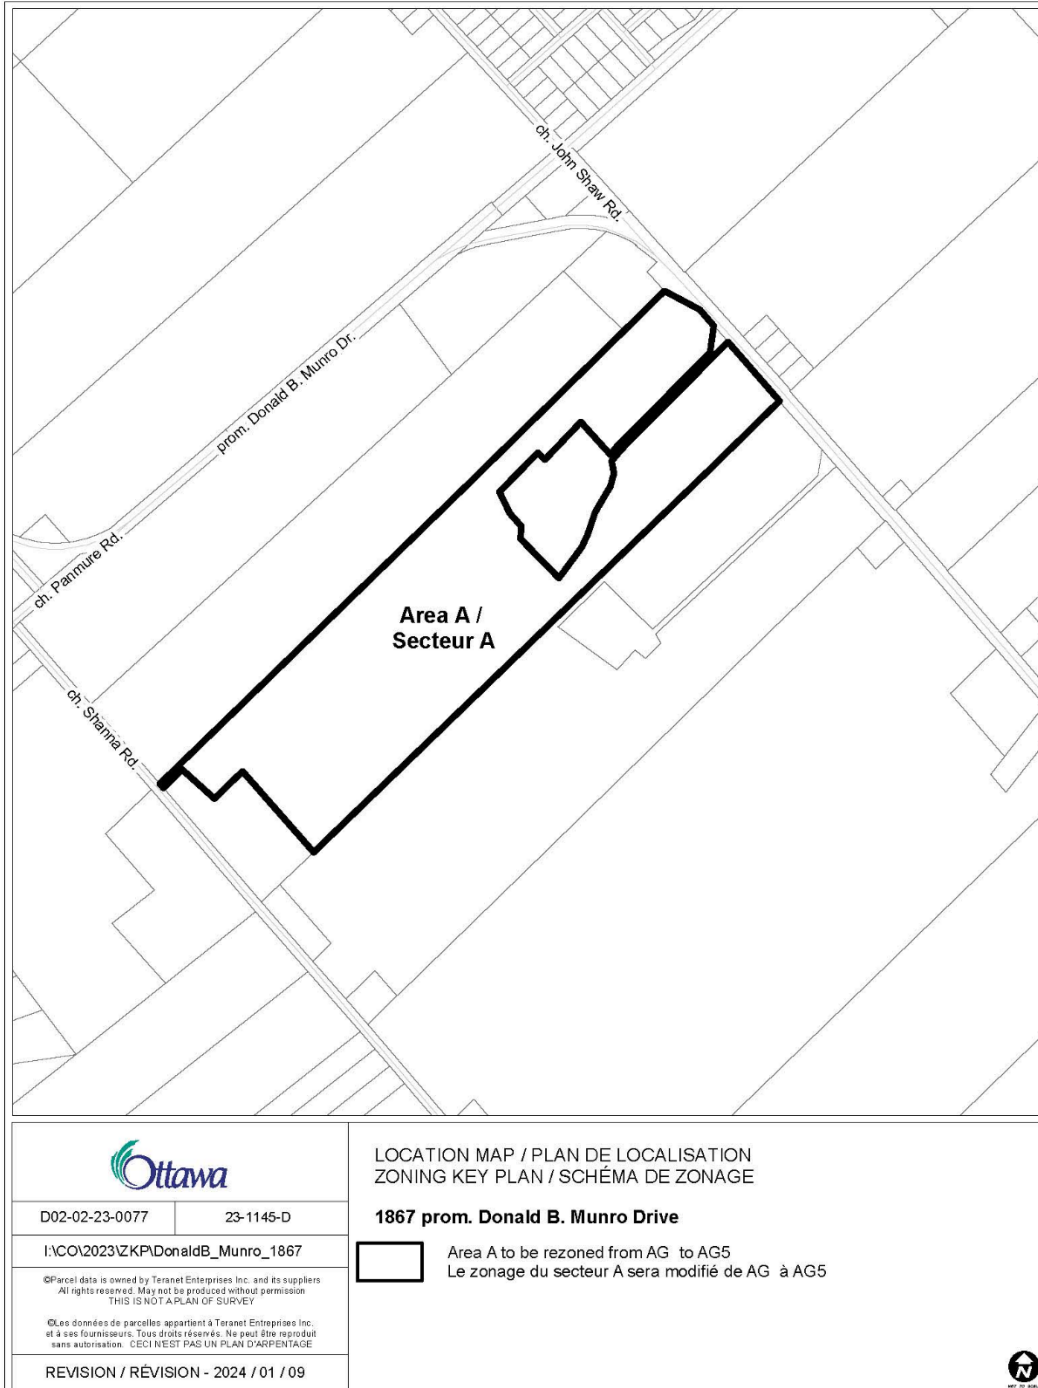 ch. John Shaw Rd.
prom. Donald B. Munro Dr.
ch. Panmure Rd.
Area A /
Secteur A
ch. Shanna Rd.
Ottawa
D02-02-23-0077
23-1145-D
I:\CO\2023\ZKP\DonaldB_Munro_1867
©Parcel data is owned by Teranet Enterprises Inc. and its suppliers
All rights reserved. May not be produced without permission
THIS IS NOT A PLAN OF SURVEY
©Les données de parcelles appartient à Teranet Entreprises Inc.
et à ses fournisseurs. Tous droits réservés. Ne peut être reproduit
sans autorisation. CECI N'EST PAS UN PLAN D'ARPENTAGE
REVISION / RÉVISION - 2024 / 01 / 09
LOCATION MAP / PLAN DE LOCALISATION
ZONING KEY PLAN / SCHÉMA DE ZONAGE
1867 prom. Donald B. Munro Drive
Area A to be rezoned from AG to AG5
Le zonage du secteur A sera modifié de AG à AG5
N
NOT TO SCALE